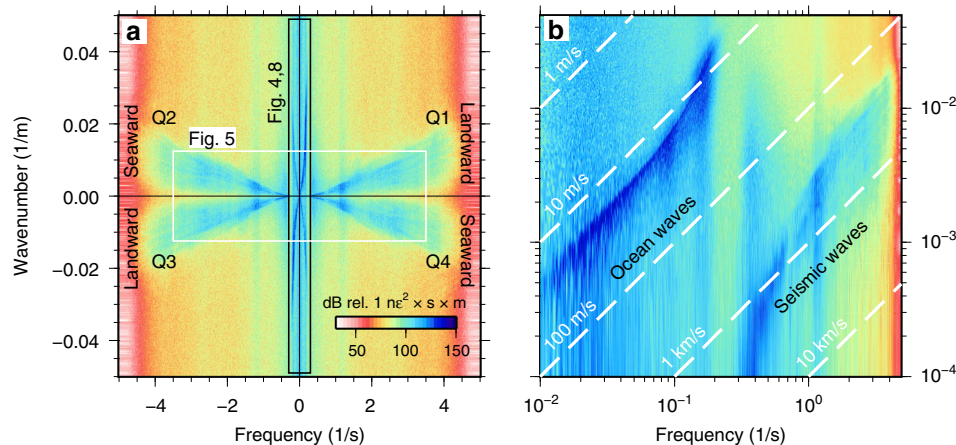 a
b
0.04
0.02
0.00
−0.02
−0.04
Wavenumber (1/m)
−4
−2
0
2
4
Frequency (1/s)
Seaward
Landward
Q2
Q3
Fig. 5
Fig. 4,8
Q1
Q4
Landward
Seaward
dB rel. 1 nε² × s × m
50
100
150
1 m/s
10 m/s
100 m/s
1 km/s
10 km/s
Ocean waves
Seismic waves
10⁻²
10⁻³
10⁻⁴
10⁻²
10⁻¹
10⁰
Frequency (1/s)